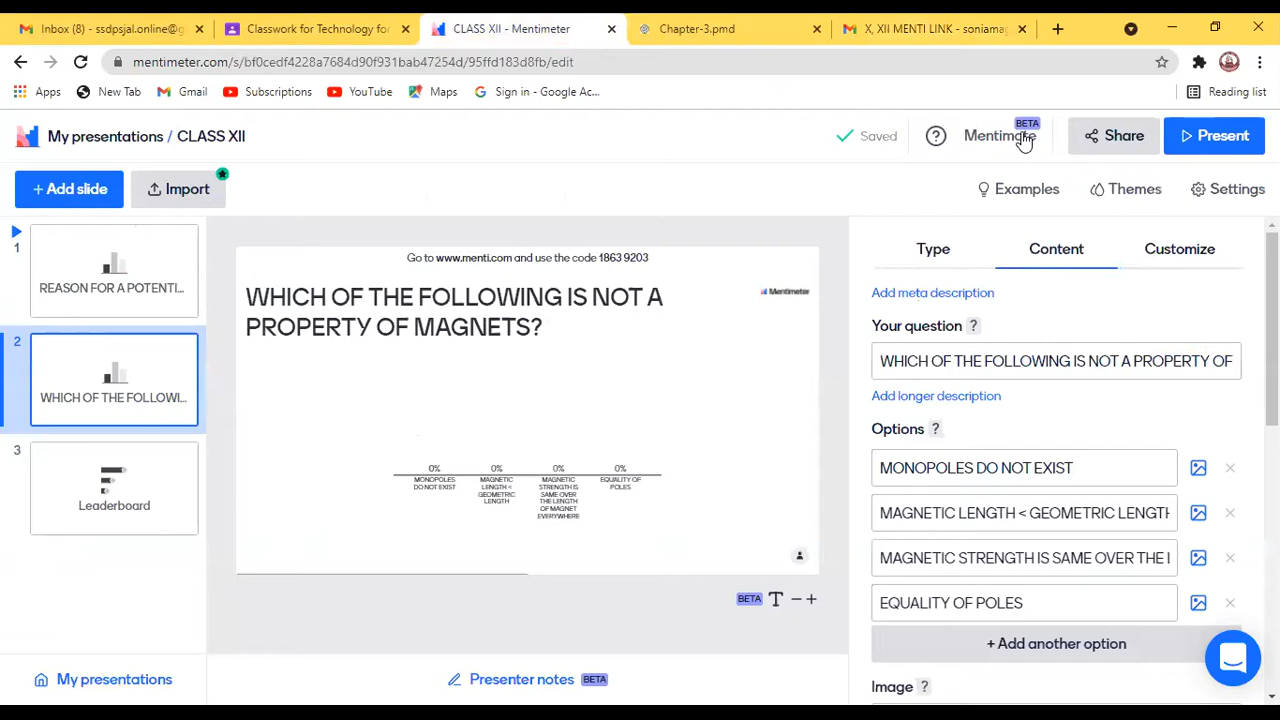 Inbox (8) - ssdpsjal.online@g
Classwork for Technology for
CLASS XII - Mentimeter
Chapter-3.pmd
X, XII MENTI LINK - soniamag
mentimeter.com/s/bf0cedf4228a7684d90f931bab47254d/95ffd183d8fb/edit
Apps
New Tab
Gmail
Subscriptions
YouTube
Maps
Sign in - Google Ac...
Reading list
My presentations / CLASS XII
Saved
?
BETA
Share
Present
+ Add slide
Import
Examples
Themes
Settings
1
REASON FOR A POTENTI...
2
WHICH OF THE FOLLOWI...
3
Leaderboard
Go to www.menti.com and use the code 1863 9203
WHICH OF THE FOLLOWING IS NOT A
PROPERTY OF MAGNETS?
Mentimeter
0% 0% 0% 0%
MONOPOLES
DO NOT EXIST
MAGNETIC
LENGTH <
GEOMETRIC
LENGTH
MAGNETIC
STRENGTH IS
SAME OVER
THE LENGTH
OF MAGNET
EVERYWHERE
EQUALITY OF
POLES
BETA T − +
Type
Content
Customize
Add meta description
Your question ?
WHICH OF THE FOLLOWING IS NOT A PROPERTY OF
Add longer description
Options ?
MONOPOLES DO NOT EXIST
MAGNETIC LENGTH < GEOMETRIC LENGTH
MAGNETIC STRENGTH IS SAME OVER THE
EQUALITY OF POLES
+ Add another option
Image ?
My presentations
Presenter notes BETA